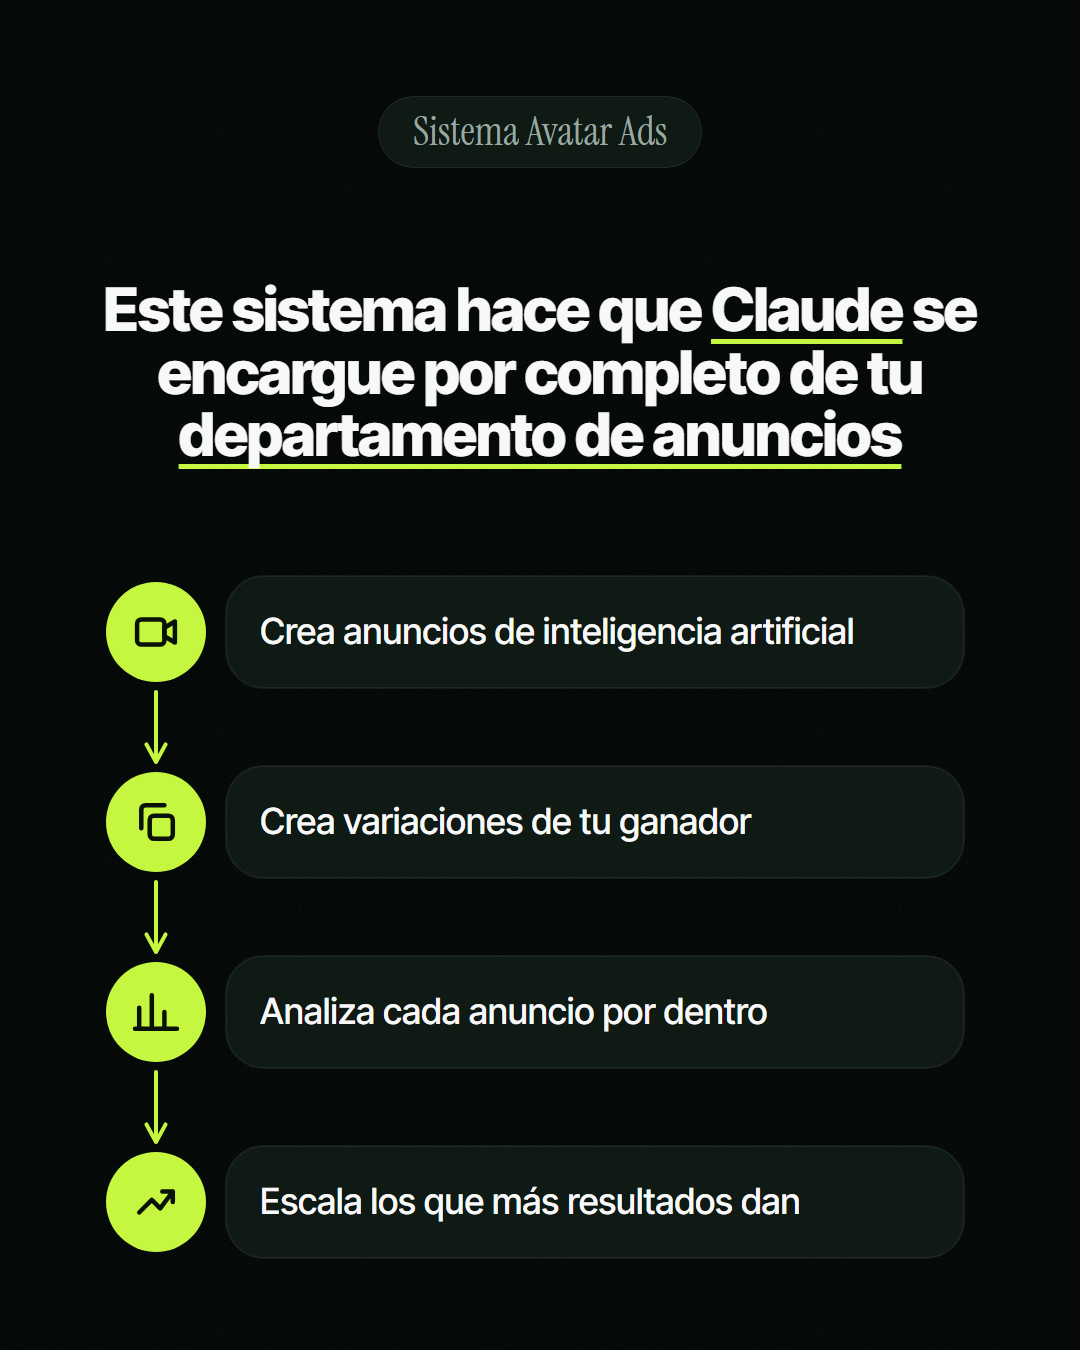 Sistema Avatar Ads
Este sistema hace que Claude se
encargue por completo de tu
departamento de anuncios
Crea anuncios de inteligencia artificial
Crea variaciones de tu ganador
Analiza cada anuncio por dentro
Escala los que más resultados dan